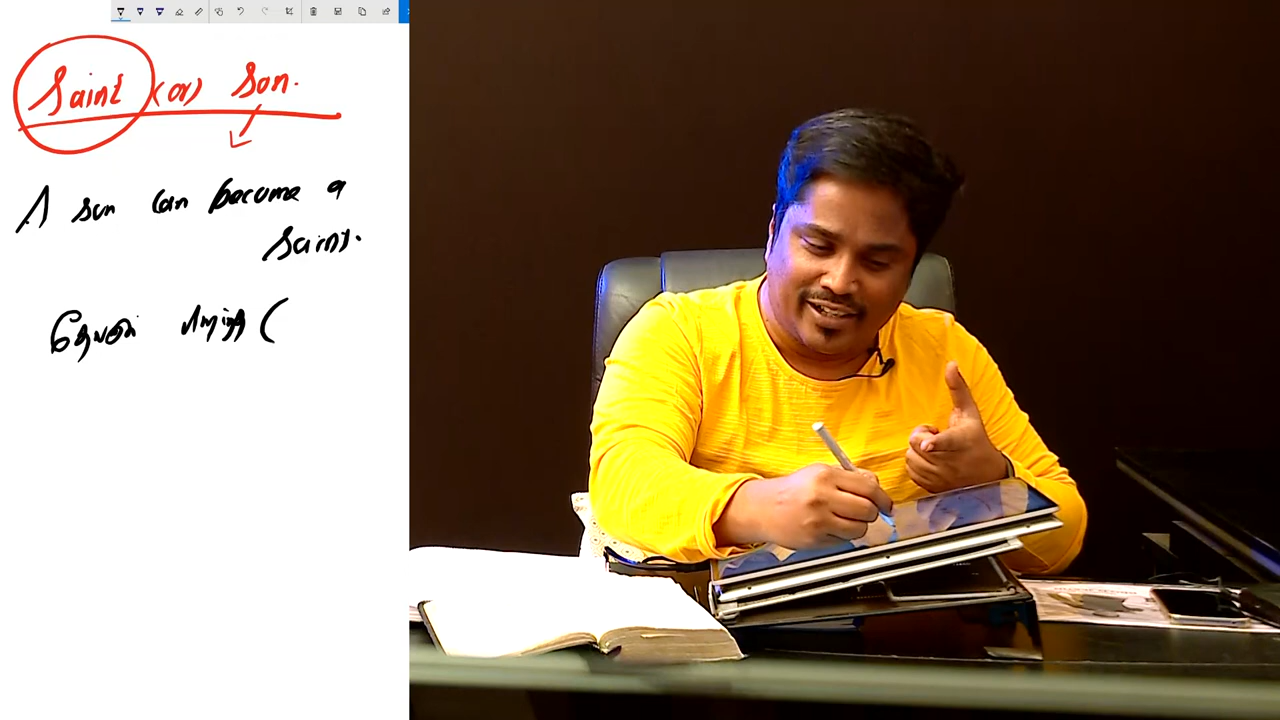 Saint (or) Son.
A son can become a
Saint.
தேவன் (